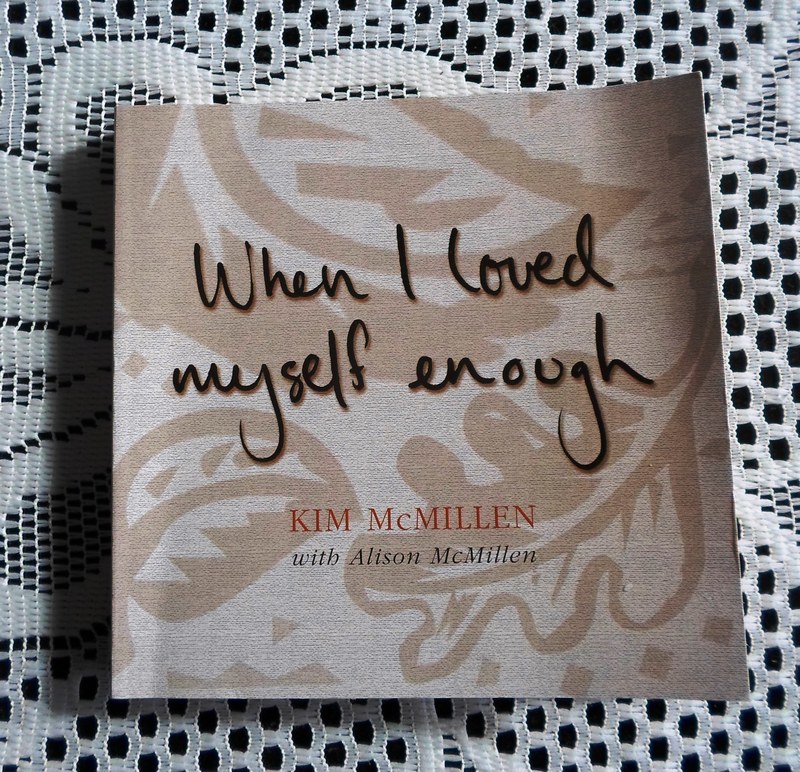 When I loved
myself enough
KIM McMILLEN
with Alison McMillen